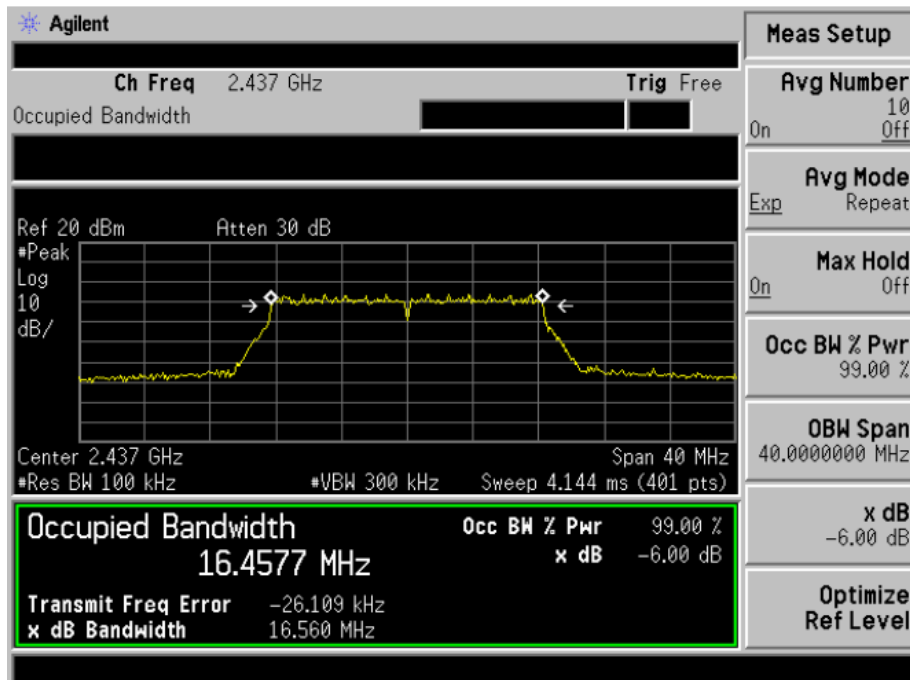 Agilent
Ch Freq 2.437 GHz Trig Free
Occupied Bandwidth
Ref 20 dBm Atten 30 dB
#Peak
Log
10
dB/
Center 2.437 GHz Span 40 MHz
#Res BW 100 kHz #VBW 300 kHz Sweep 4.144 ms (401 pts)
Occupied Bandwidth Occ BW % Pwr 99.00 %
16.4577 MHz x dB -6.00 dB
Transmit Freq Error -26.109 kHz
x dB Bandwidth 16.560 MHz
Meas Setup
Avg Number
10
On Off
Avg Mode
Exp Repeat
Max Hold
On Off
Occ BW % Pwr
99.00 %
OBW Span
40.0000000 MHz
x dB
-6.00 dB
Optimize
Ref Level